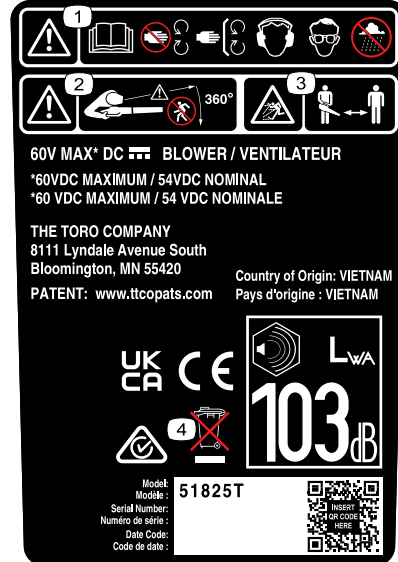 1
2
360°
3
60V MAX* DC BLOWER / VENTILATEUR
*60VDC MAXIMUM / 54VDC NOMINAL
*60 VDC MAXIMUM / 54 VDC NOMINALE
THE TORO COMPANY
8111 Lyndale Avenue South
Bloomington, MN 55420
PATENT: www.ttcopats.com
Country of Origin: VIETNAM
Pays d'origine : VIETNAM
UK
CA
CE
4
LWA
103dB
Model:
Modèle :
51825T
Serial Number:
Numéro de série :
Date Code:
Code de date :
INSERT
QR CODE
HERE